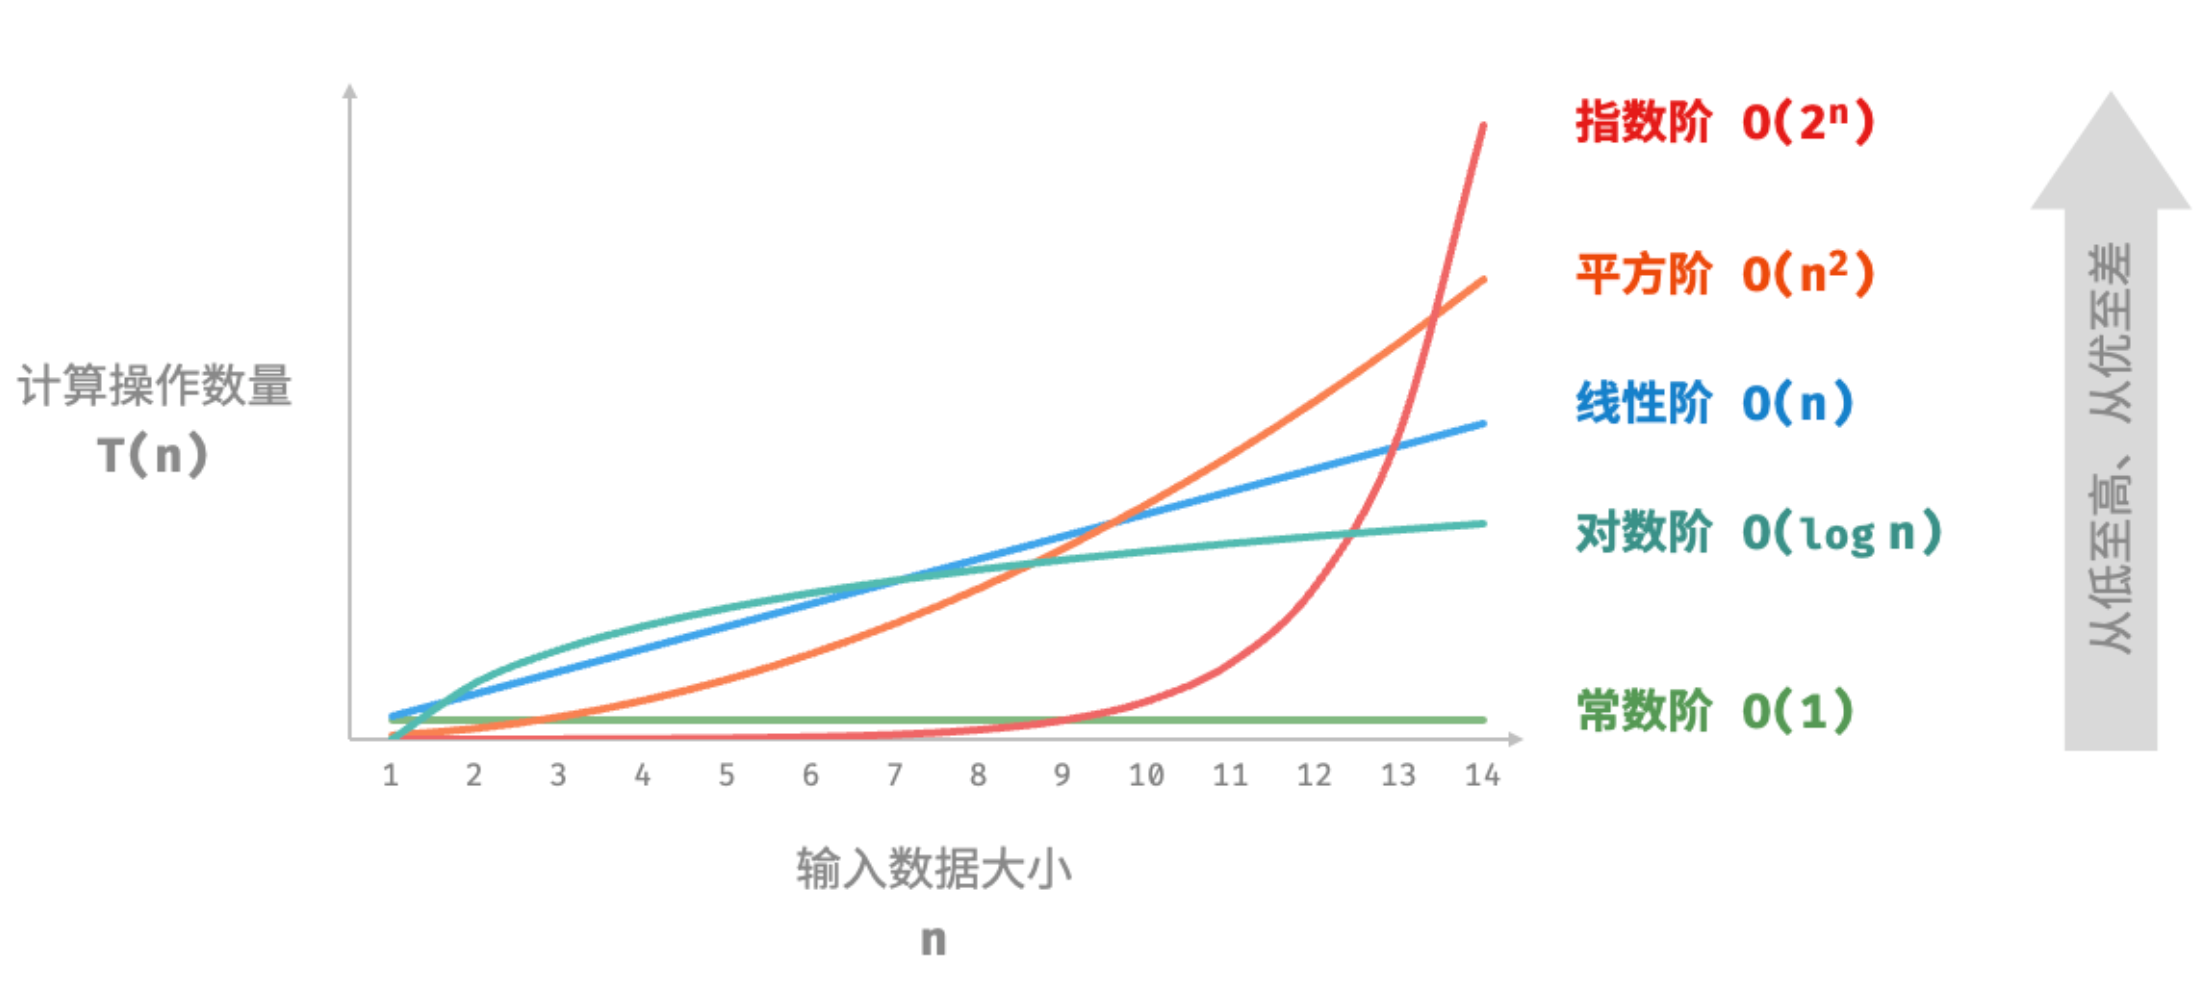 计算操作数量
T(n)
指数阶 O(2ⁿ)
平方阶 O(n²)
线性阶 O(n)
对数阶 O(log n)
常数阶 O(1)
从低至高、从优至差
1 2 3 4 5 6 7 8 9 10 11 12 13 14
输入数据大小
n